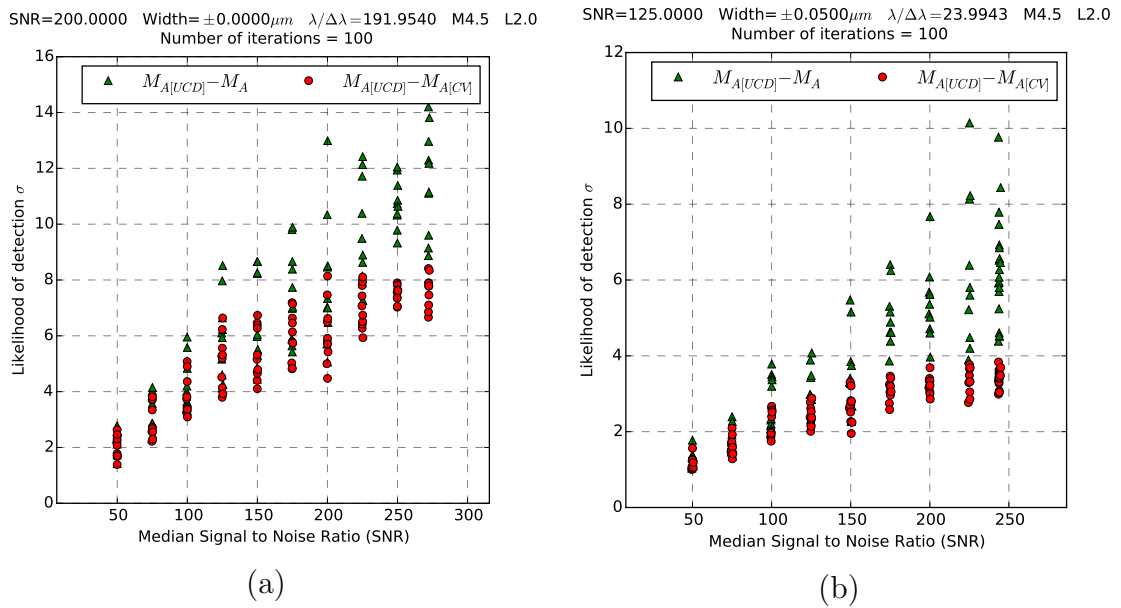 SNR=200.0000 Width=±0.0000μm λ/Δλ=191.9540 M4.5 L2.0
Number of iterations = 100
M_{A[UCD]}−M_A M_{A[UCD]}−M_{A[CV]}
16
14
12
10
8
6
4
2
0
Likelihood of detection σ
50 100 150 200 250 300
Median Signal to Noise Ratio (SNR)
(a)
SNR=125.0000 Width=±0.0500μm λ/Δλ=23.9943 M4.5 L2.0
Number of iterations = 100
M_{A[UCD]}−M_A M_{A[UCD]}−M_{A[CV]}
12
10
8
6
4
2
0
Likelihood of detection σ
50 100 150 200 250
Median Signal to Noise Ratio (SNR)
(b)